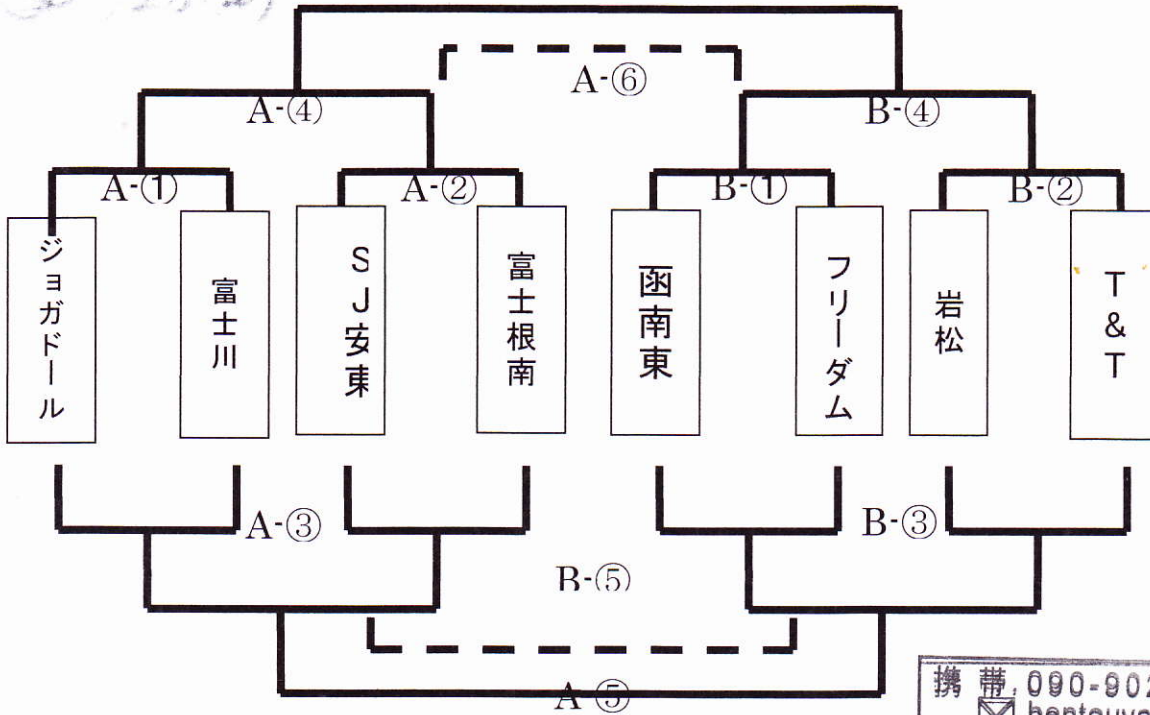 A-⑥
A-④
B-④
A-①
A-②
B-①
B-②
ジョガドール
富士川
SJ安東
富士根南
函南東
フリーダム
岩松
T&T
A-③
B-③
B-⑤
A-⑤
携帯.090-902